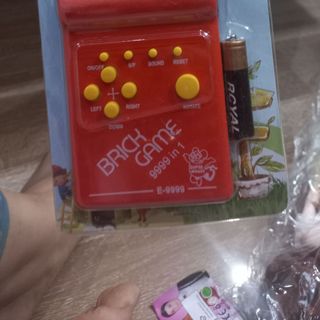 ON/OFF S/P SOUND RESET
LEFT RIGHT ROTATE
DOWN
BRICK
GAME
9999 in 1
E-9999
ROYAL